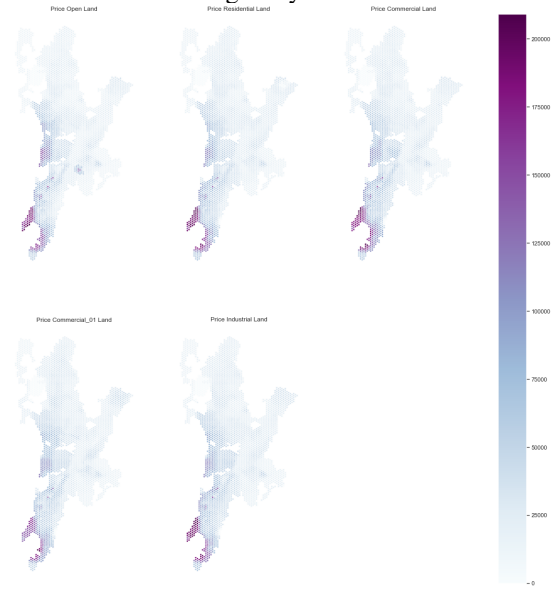 Price Open Land
Price Residential Land
Price Commercial Land
200000
175000
150000
125000
100000
75000
50000
25000
0
Price Commercial_01 Land
Price Industrial Land